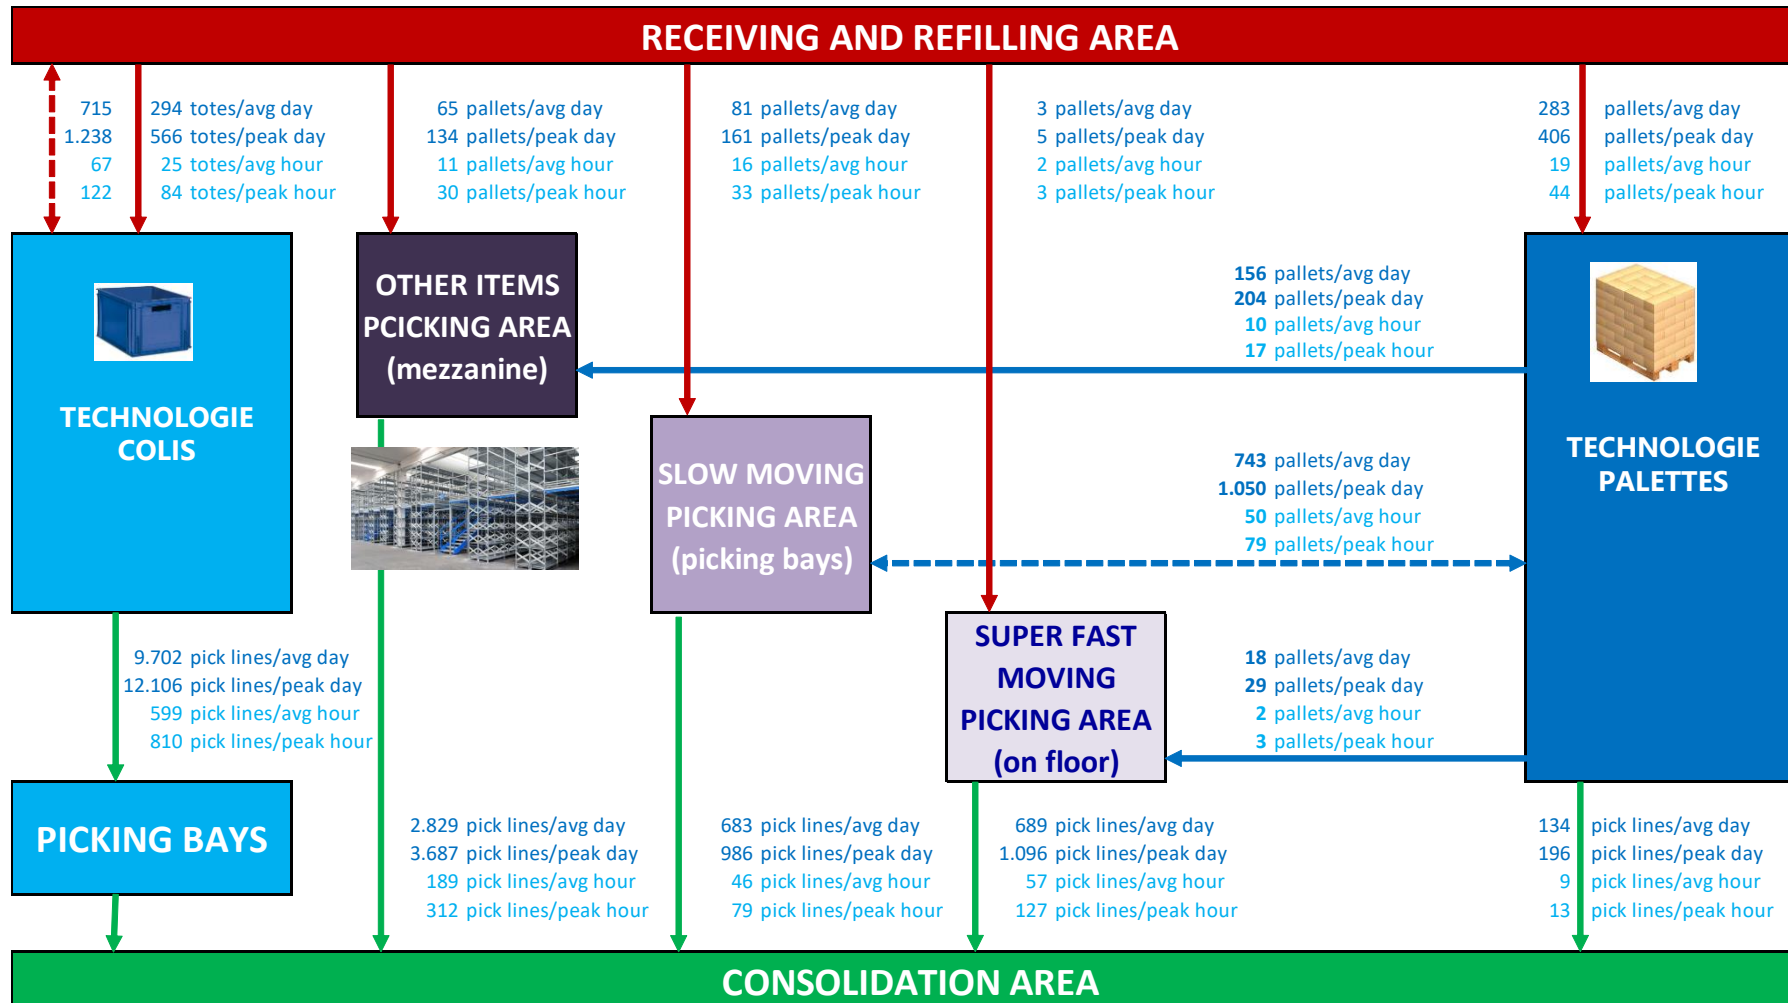 RECEIVING AND REFILLING AREA
715 294 totes/avg day
1.238 566 totes/peak day
67 25 totes/avg hour
122 84 totes/peak hour
65 pallets/avg day
134 pallets/peak day
11 pallets/avg hour
30 pallets/peak hour
81 pallets/avg day
161 pallets/peak day
16 pallets/avg hour
33 pallets/peak hour
3 pallets/avg day
5 pallets/peak day
2 pallets/avg hour
3 pallets/peak hour
283 pallets/avg day
406 pallets/peak day
19 pallets/avg hour
44 pallets/peak hour
TECHNOLOGIE
COLIS
OTHER ITEMS
PCICKING AREA
(mezzanine)
156 pallets/avg day
204 pallets/peak day
10 pallets/avg hour
17 pallets/peak hour
TECHNOLOGIE
PALETTES
SLOW MOVING
PICKING AREA
(picking bays)
743 pallets/avg day
1.050 pallets/peak day
50 pallets/avg hour
79 pallets/peak hour
SUPER FAST
MOVING
PICKING AREA
(on floor)
18 pallets/avg day
29 pallets/peak day
2 pallets/avg hour
3 pallets/peak hour
9.702 pick lines/avg day
12.106 pick lines/peak day
599 pick lines/avg hour
810 pick lines/peak hour
PICKING BAYS
2.829 pick lines/avg day
3.687 pick lines/peak day
189 pick lines/avg hour
312 pick lines/peak hour
683 pick lines/avg day
986 pick lines/peak day
46 pick lines/avg hour
79 pick lines/peak hour
689 pick lines/avg day
1.096 pick lines/peak day
57 pick lines/avg hour
127 pick lines/peak hour
134 pick lines/avg day
196 pick lines/peak day
9 pick lines/avg hour
13 pick lines/peak hour
CONSOLIDATION AREA